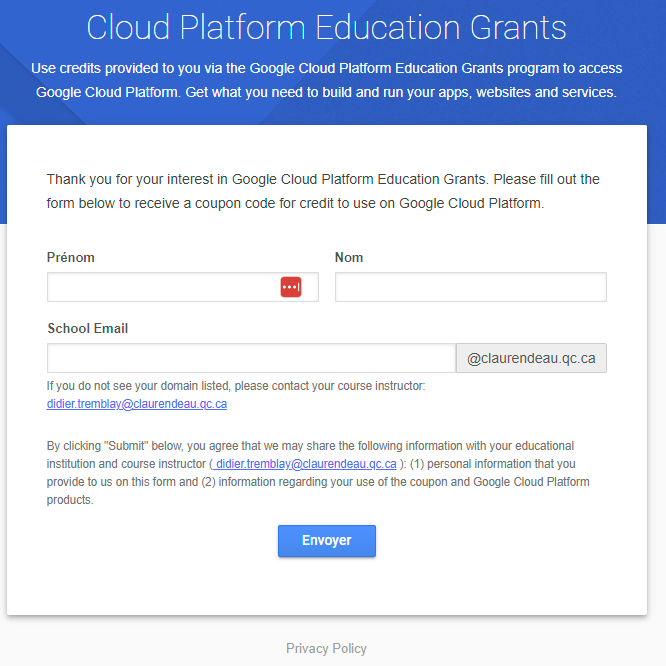 Cloud Platform Education Grants
Use credits provided to you via the Google Cloud Platform Education Grants program to access
Google Cloud Platform. Get what you need to build and run your apps, websites and services.
Thank you for your interest in Google Cloud Platform Education Grants. Please fill out the
form below to receive a coupon code for credit to use on Google Cloud Platform.
Prénom Nom
School Email
@claurendeau.qc.ca
If you do not see your domain listed, please contact your course instructor:
didier.tremblay@claurendeau.qc.ca
By clicking "Submit" below, you agree that we may share the following information with your educational
institution and course instructor ( didier.tremblay@claurendeau.qc.ca ): (1) personal information that you
provide to us on this form and (2) information regarding your use of the coupon and Google Cloud Platform
products.
Envoyer
Privacy Policy